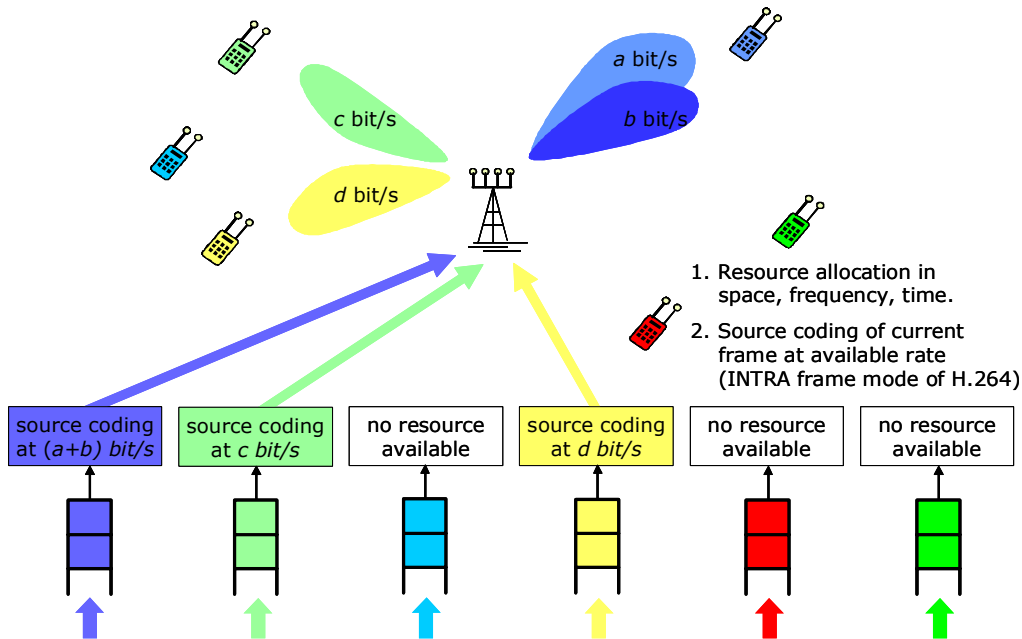 a bit/s
c bit/s
b bit/s
d bit/s
1. Resource allocation in
space, frequency, time.
2. Source coding of current
frame at available rate
(INTRA frame mode of H.264)
source coding
at (a+b) bit/s
source coding
at c bit/s
no resource
available
source coding
at d bit/s
no resource
available
no resource
available